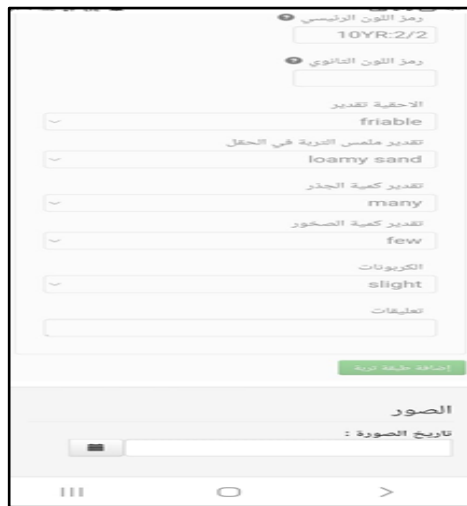 رمز اللون الرئيسي
10YR:2/2
رمز اللون الثانوي
الاحقية تقدير
friable
تقدير ملمس التربة في الحقل
loamy sand
تقدير كمية الجذر
many
تقدير كمية الصخور
few
الكربونات
slight
تعليقات
إضافة طبقة تربة
الصور
تاريخ الصورة :